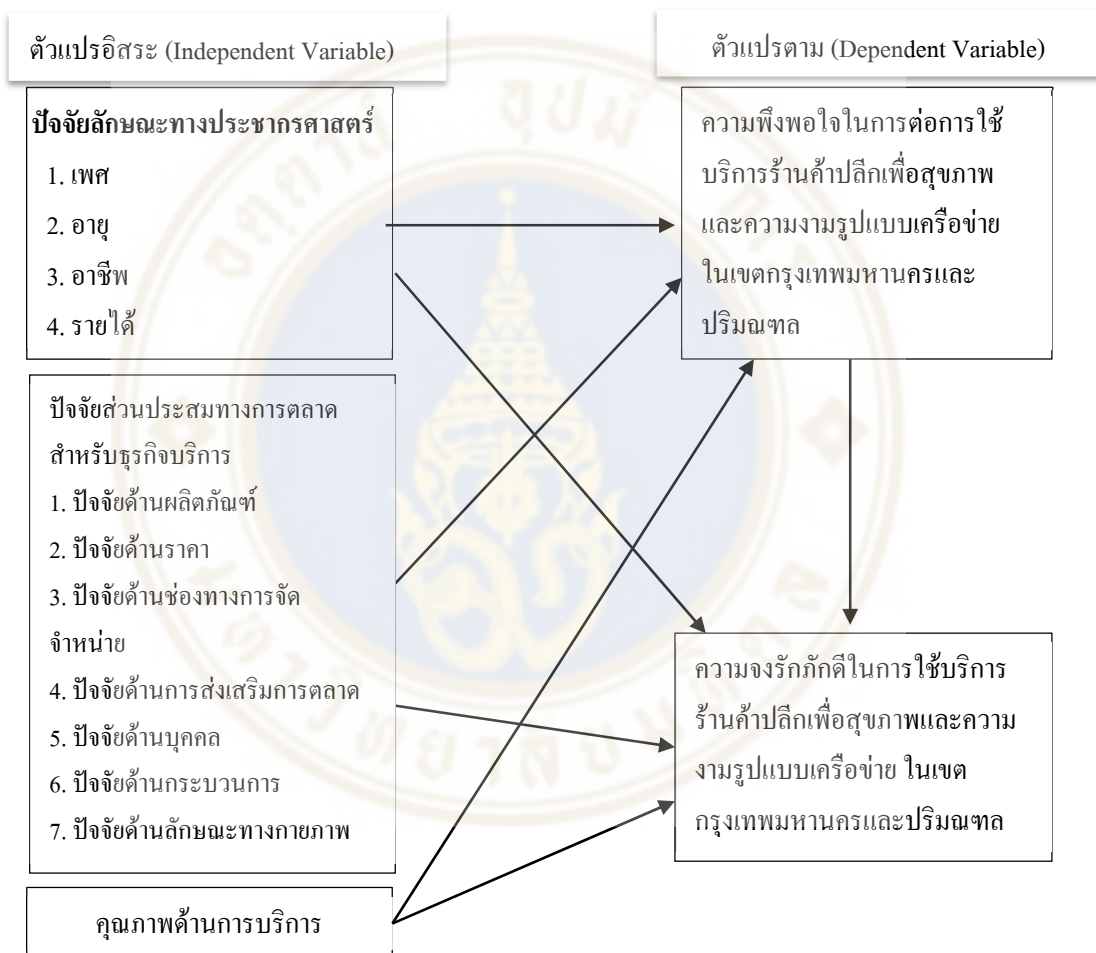 ตัวแปรอิสระ (Independent Variable)
ปัจจัยลักษณะทางประชากรศาสตร์
1. เพศ
2. อายุ
3. อาชีพ
4. รายได้
ปัจจัยส่วนประสมทางการตลาด
สำหรับธุรกิจบริการ
1. ปัจจัยด้านผลิตภัณฑ์
2. ปัจจัยด้านราคา
3. ปัจจัยด้านช่องทางการจัด
จำหน่าย
4. ปัจจัยด้านการส่งเสริมการตลาด
5. ปัจจัยด้านบุคคล
6. ปัจจัยด้านกระบวนการ
7. ปัจจัยด้านลักษณะทางกายภาพ
คุณภาพด้านการบริการ
ตัวแปรตาม (Dependent Variable)
ความพึงพอใจในการต่อการใช้
บริการร้านค้าปลีกเพื่อสุขภาพ
และความงามรูปแบบเครือข่าย
ในเขตกรุงเทพมหานครและ
ปริมณฑล
ความจงรักภักดีในการใช้บริการ
ร้านค้าปลีกเพื่อสุขภาพและความ
งามรูปแบบเครือข่าย ในเขต
กรุงเทพมหานครและปริมณฑล